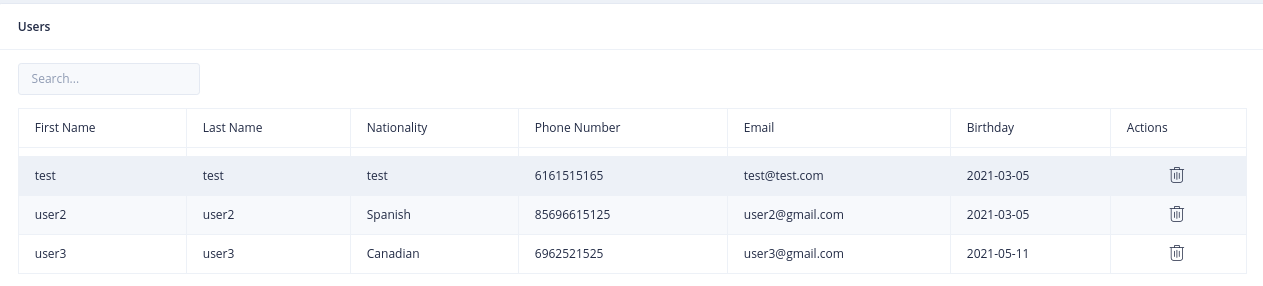 Users
Search...
First Name Last Name Nationality Phone Number Email Birthday Actions
test test test 6161515165 test@test.com 2021-03-05
user2 user2 Spanish 85696615125 user2@gmail.com 2021-03-05
user3 user3 Canadian 6962521525 user3@gmail.com 2021-05-11